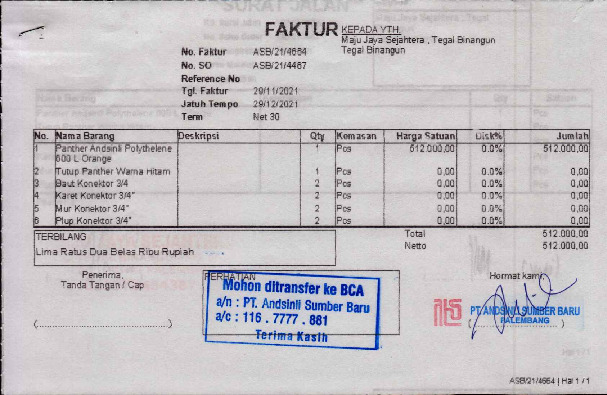 FAKTUR
KEPADA YTH.
Maju Jaya Sejahtera , Tegal Binangun
Tegal Binangun
No. Faktur ASB/21/4664
No. SO ASB/21/4467
Reference No
Tgl. Faktur 29/11/2021
Jatuh Tempo 29/12/2021
Term Net 30
No. Nama Barang Deskripsi Qty Kemasan Harga Satuan Disk% Jumlah
1 Panther Andsinli Polythelene 600 L Orange 1 Pcs 512.000,00 0.0% 512.000,00
2 Tutup Panther Warna Hitam 1 Pcs 0,00 0.0% 0,00
3 Baut Konektor 3/4 2 Pcs 0,00 0.0% 0,00
4 Karet Konektor 3/4" 2 Pcs 0,00 0.0% 0,00
5 Mur Konektor 3/4" 2 Pcs 0,00 0.0% 0,00
6 Plup Konektor 3/4" 2 Pcs 0,00 0.0% 0,00
TERBILANG
Lima Ratus Dua Belas Ribu Rupiah
Total 512.000,00
Netto 512.000,00
Penerima,
Tanda Tangan / Cap
(..............................)
PERHATIAN
Mohon ditransfer ke BCA
a/n : PT. Andsinli Sumber Baru
a/c : 116 . 7777 . 881
Terima Kasih
Hormat kami,
PT. ANDSINLI SUMBER BARU
PALEMBANG
ASB/21/4664 | Hal 1 / 1